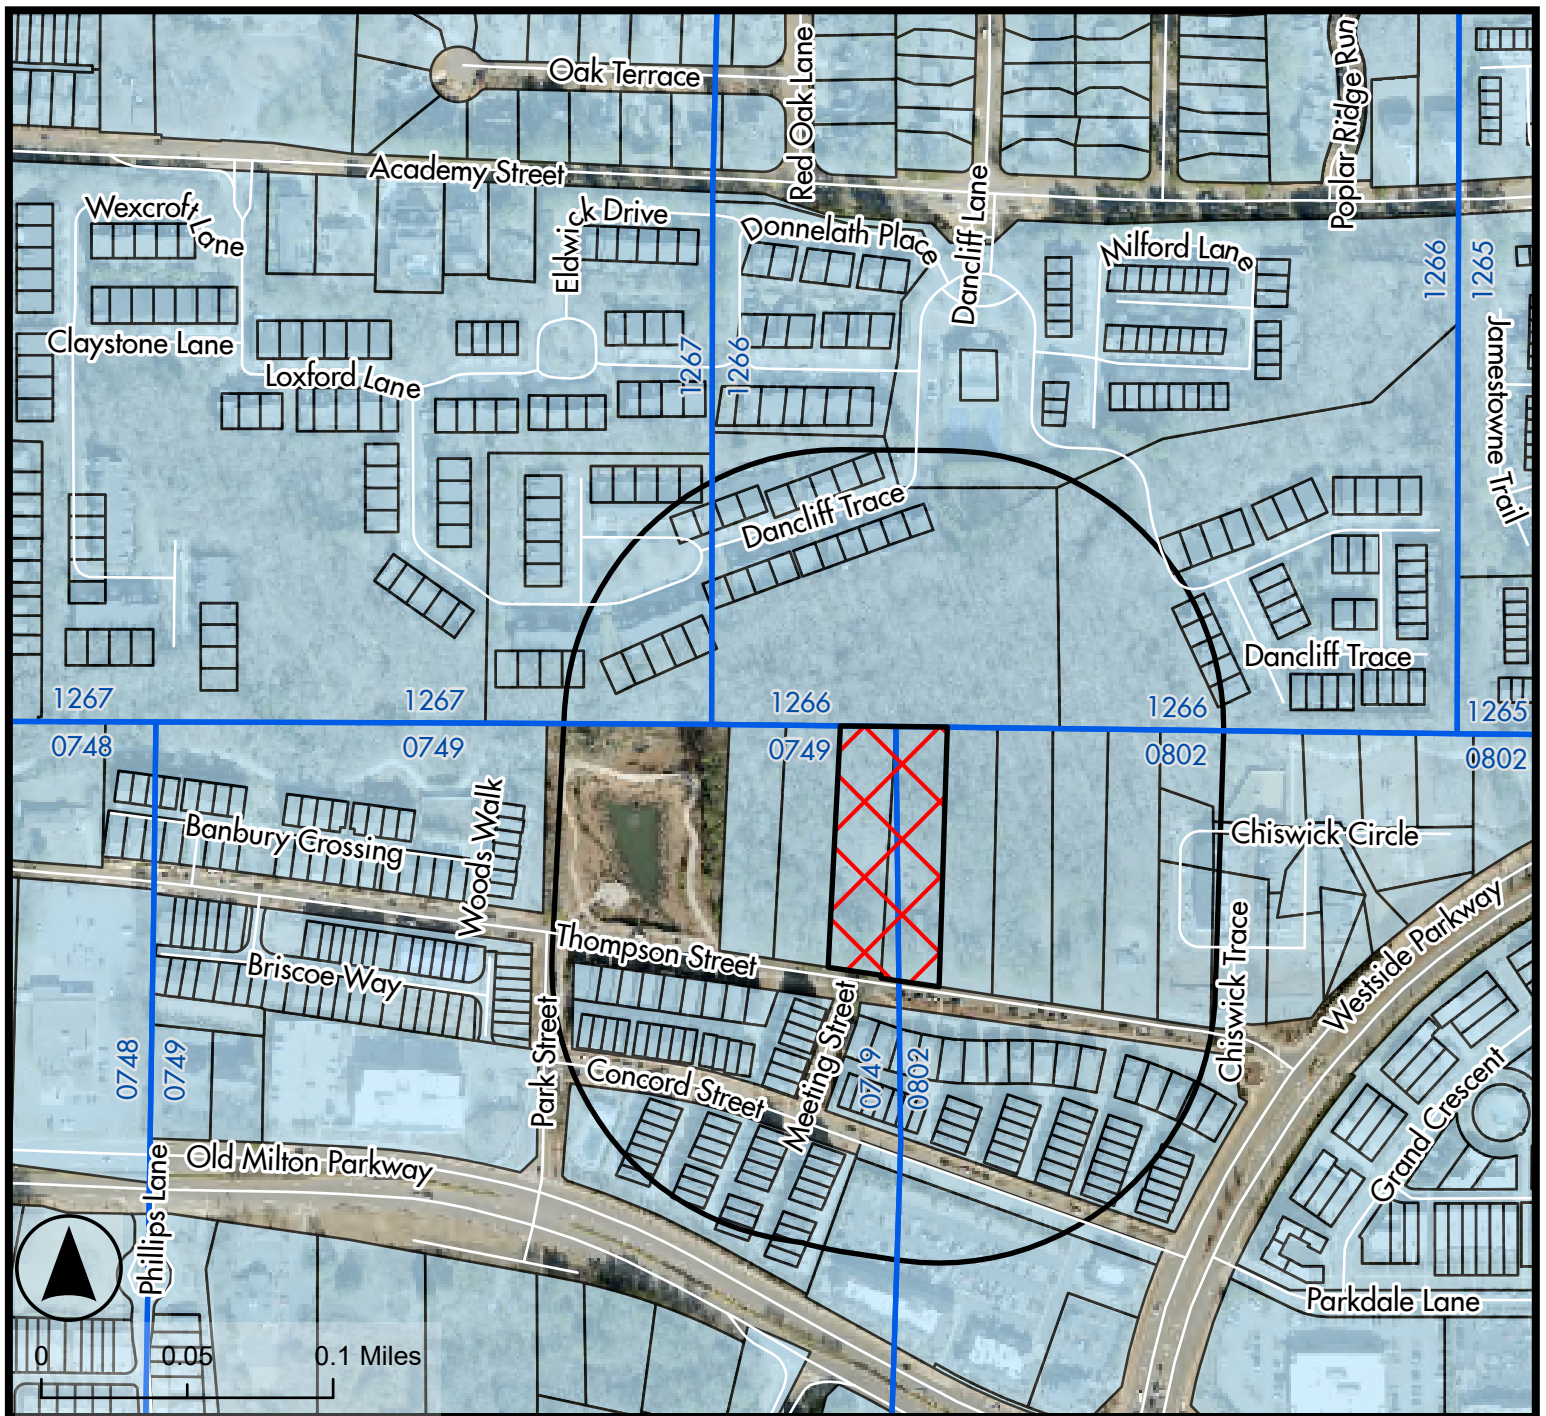 Oak Terrace
Red Oak Lane
Poplar Ridge Run
Academy Street
Wexcroft Lane
Eldwick Drive
Donnelath Place
Dancliff Lane
Milford Lane
1266
1265
Claystone Lane
Loxford Lane
1267
1266
Jamestowne Trail
Dancliff Trace
Dancliff Trace
1267
1267
1266
1266
1265
0748
0749
0749
0802
0802
Banbury Crossing
Woods Walk
Chiswick Circle
Thompson Street
Briscoe Way
Chiswick Trace
Westside Parkway
Park Street
Meeting Street
0748
0749
Concord Street
0749
0802
Grand Crescent
Old Milton Parkway
Phillips Lane
Parkdale Lane
0
0.05
0.1 Miles